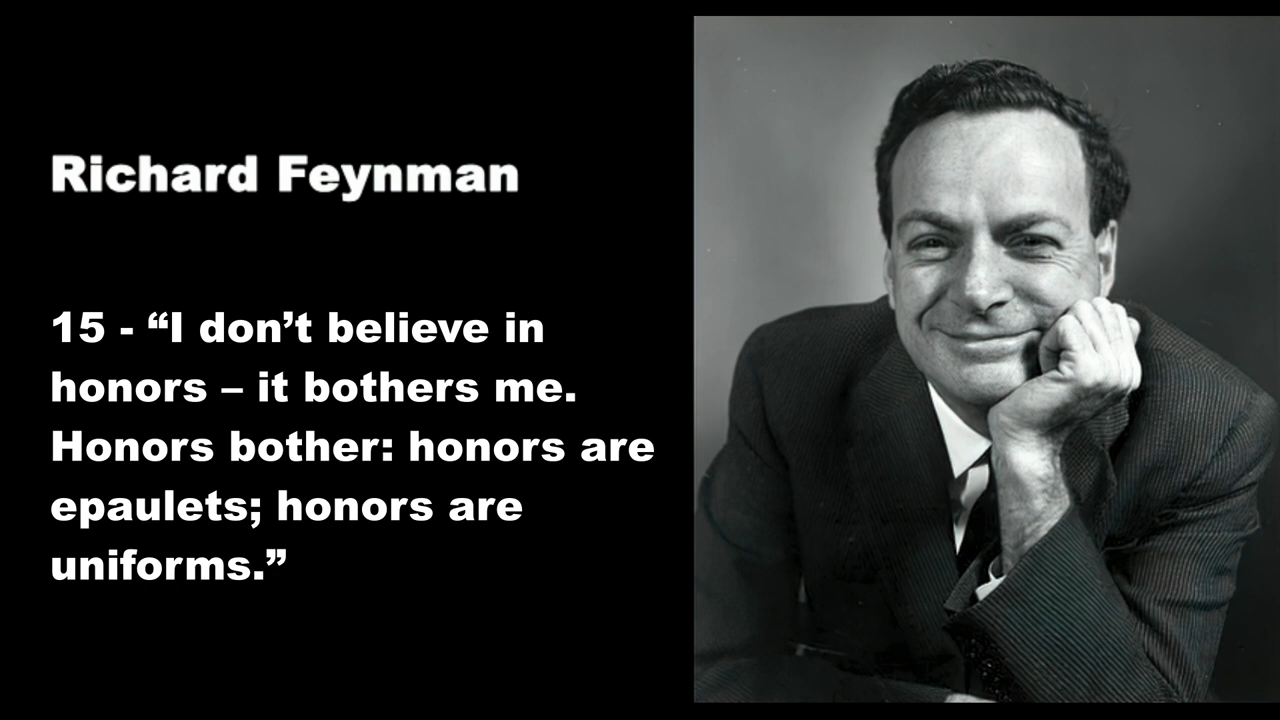 Richard Feynman
15 - “I don’t believe in
honors – it bothers me.
Honors bother: honors are
epaulets; honors are
uniforms.”